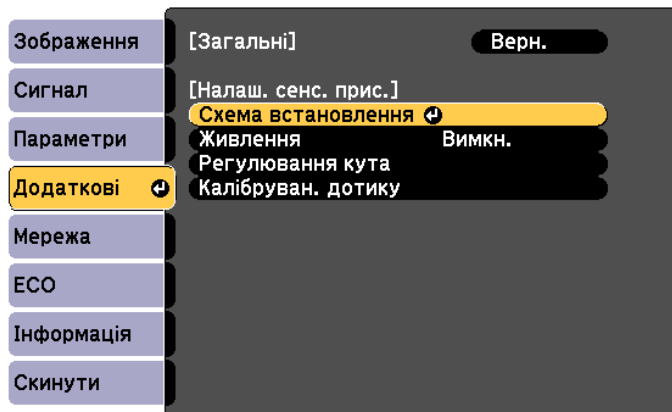 Зображення
Сигнал
Параметри
Додаткові
Мережа
ECO
Інформація
Скинути
[Загальні] Верн.
[Налаш. сенс. прис.]
Схема встановлення
Живлення Вимкн.
Регулювання кута
Калібруван. дотику